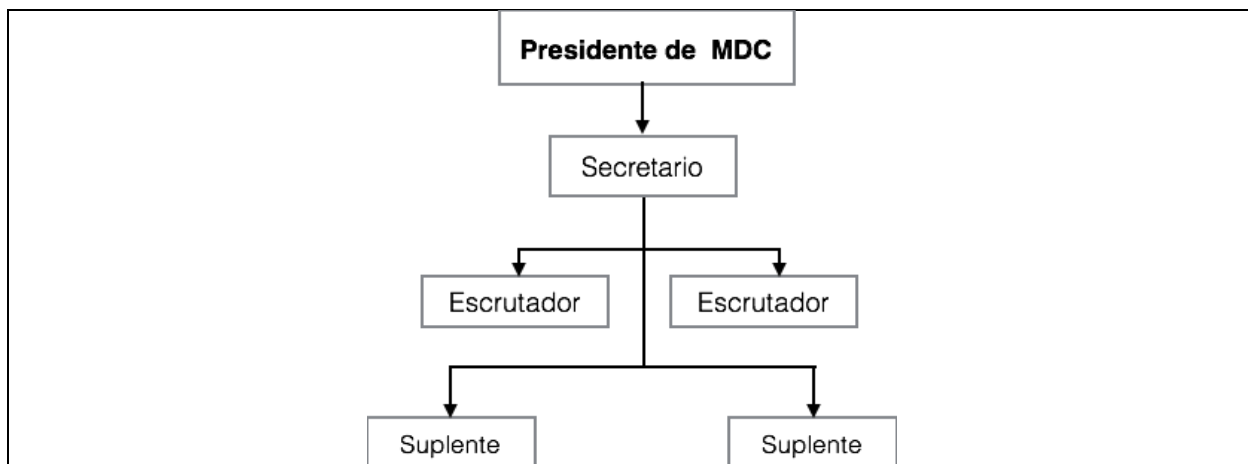 Presidente de MDC
Secretario
Escrutador
Escrutador
Suplente
Suplente